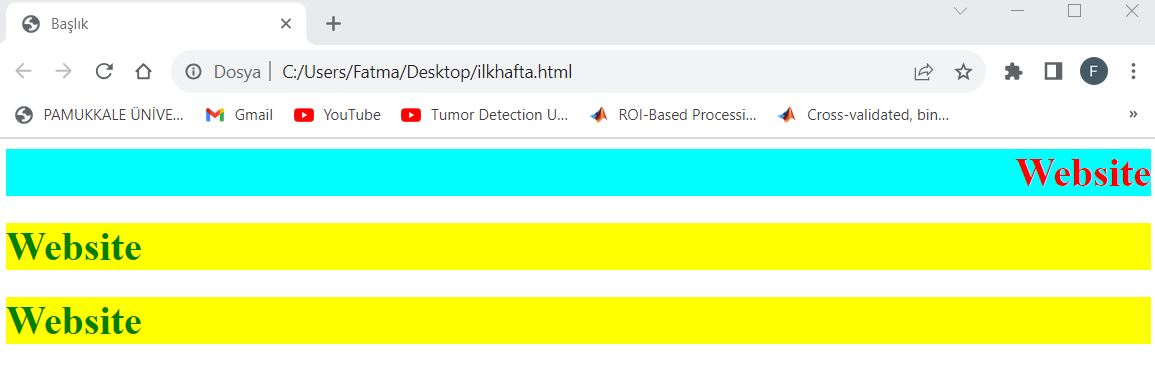 Başlık
Dosya | C:/Users/Fatma/Desktop/ilkhafta.html
F
PAMUKKALE ÜNİVE... Gmail YouTube Tumor Detection U... ROI-Based Processi... Cross-validated, bin... »
Website
Website
Website